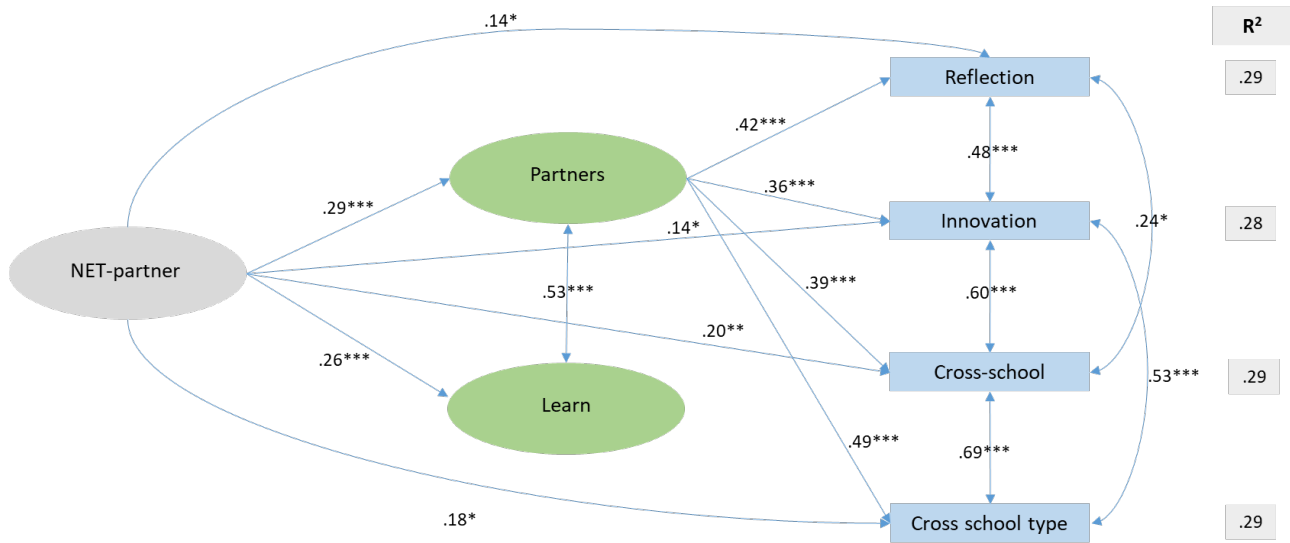 .14*
R²
Reflection
.29
.42***
Partners
.48***
.36***
.29***
Innovation
.28
.14*
.24*
NET-partner
.53***
.39***
.60***
.20**
.26***
Cross-school
.29
.53***
Learn
.49***
.69***
.18*
Cross school type
.29